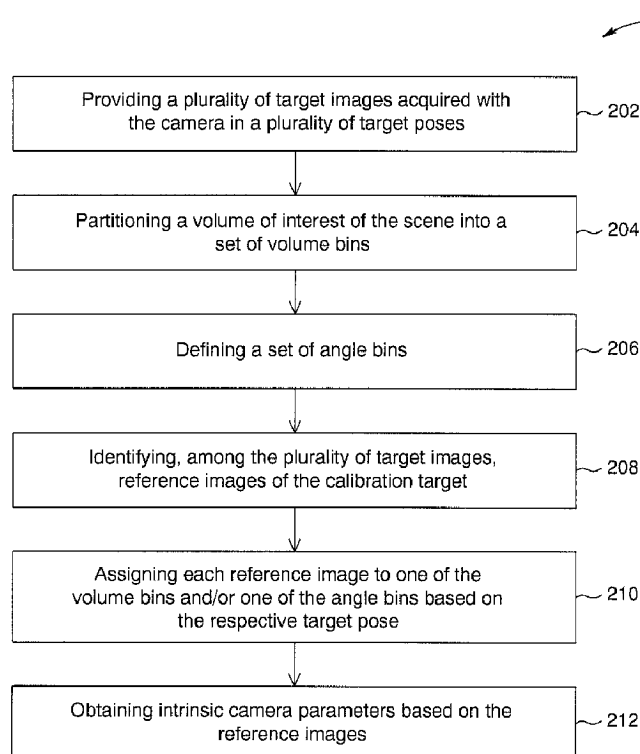 Providing a plurality of target images acquired with
the camera in a plurality of target poses
202
Partitioning a volume of interest of the scene into a
set of volume bins
204
Defining a set of angle bins
206
Identifying, among the plurality of target images,
reference images of the calibration target
208
Assigning each reference image to one of the
volume bins and/or one of the angle bins based on
the respective target pose
210
Obtaining intrinsic camera parameters based on the
reference images
212